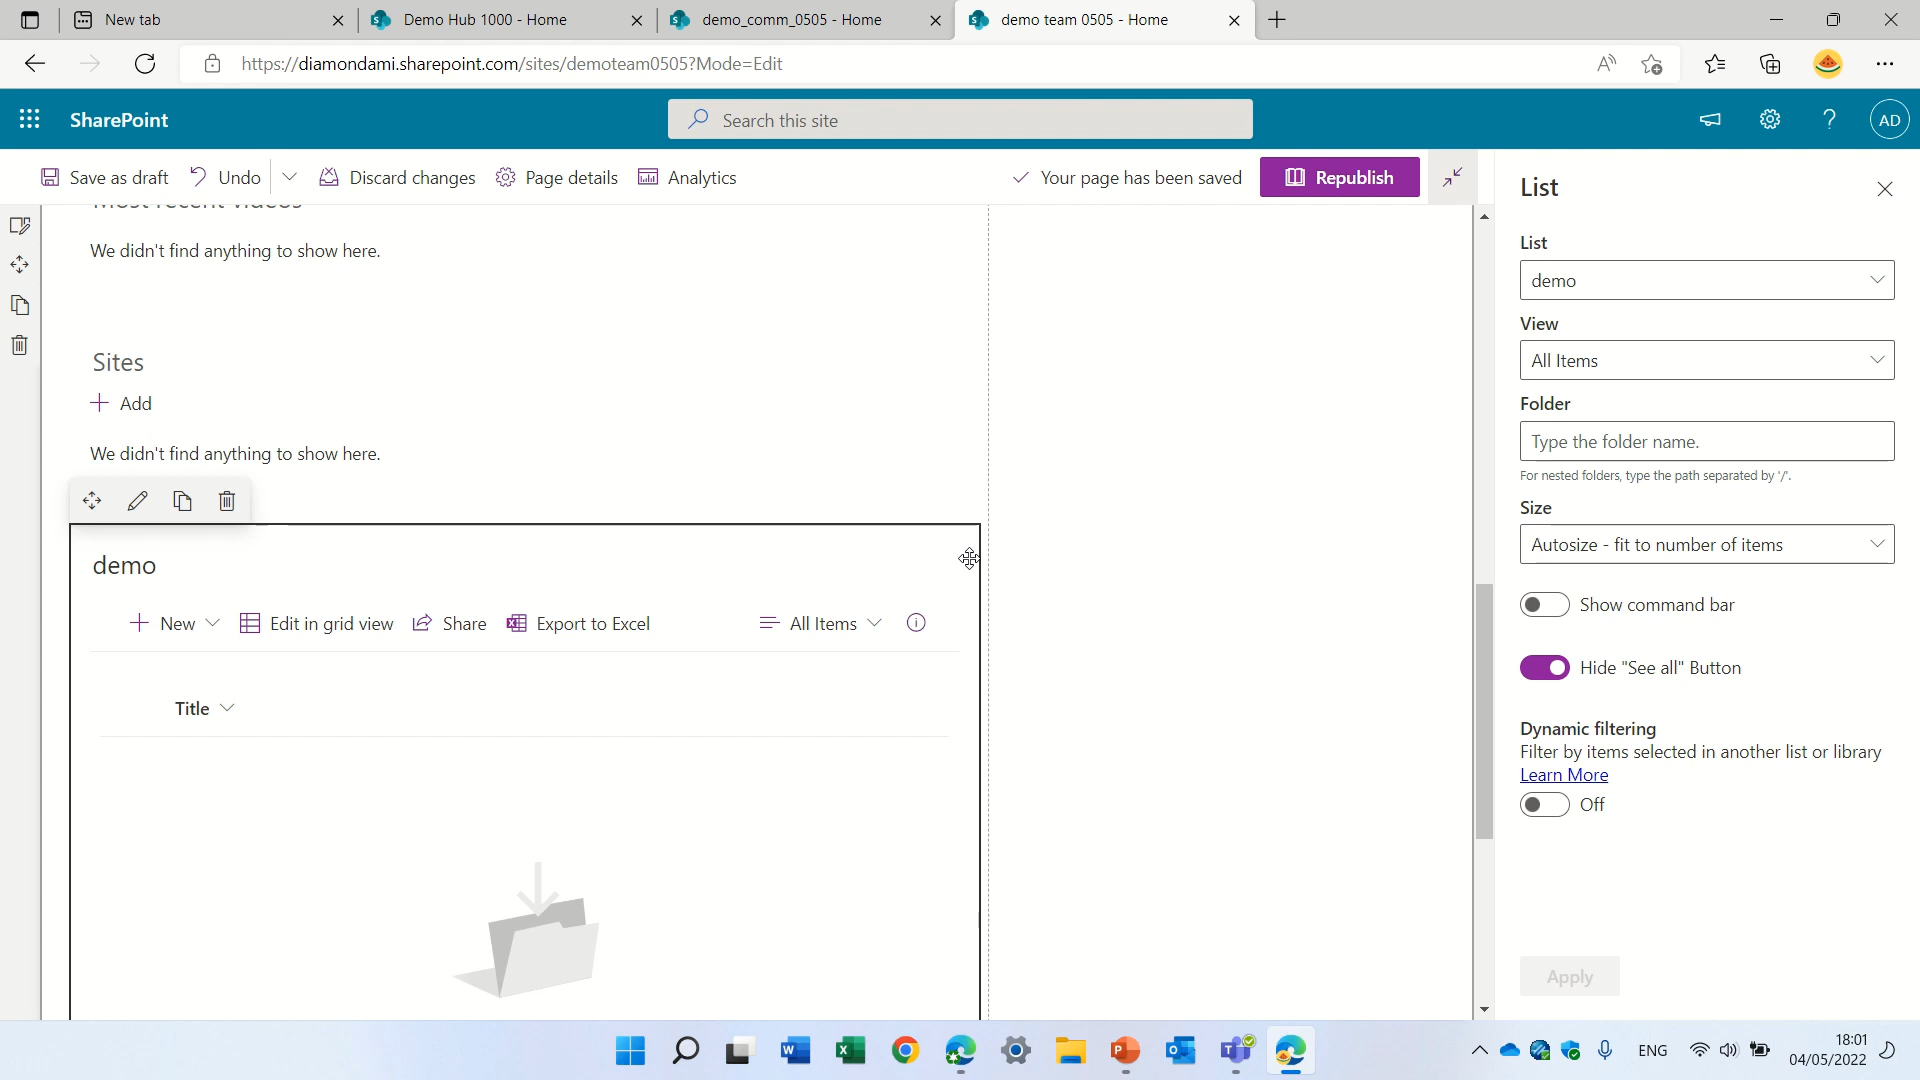 New tab
Demo Hub 1000 - Home
demo_comm_0505 - Home
demo team 0505 - Home
https://diamondami.sharepoint.com/sites/demoteam0505?Mode=Edit
SharePoint
Search this site
AD
Save as draft
Undo
Discard changes
Page details
Analytics
Your page has been saved
Republish
Most recent videos
We didn't find anything to show here.
Sites
Add
We didn't find anything to show here.
demo
New
Edit in grid view
Share
Export to Excel
All Items
Title
List
List
demo
View
All Items
Folder
Type the folder name.
For nested folders, type the path separated by '/'.
Size
Autosize - fit to number of items
Show command bar
Hide "See all" Button
Dynamic filtering
Filter by items selected in another list or library
Learn More
Off
Apply
ENG
18:01
04/05/2022